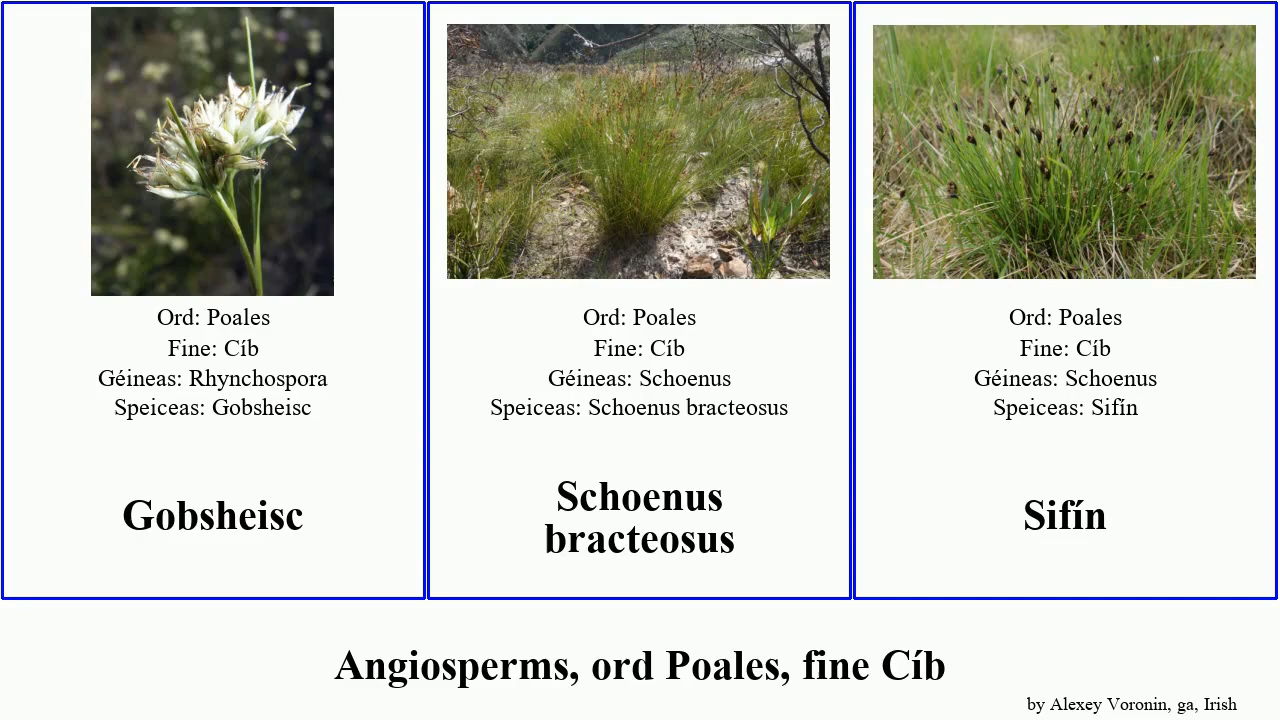 Ord: Poales
Fine: Cíb
Géineas: Rhynchospora
Speiceas: Gobsheisc
Gobsheisc
Ord: Poales
Fine: Cíb
Géineas: Schoenus
Speiceas: Schoenus bracteosus
Schoenus
bracteosus
Ord: Poales
Fine: Cíb
Géineas: Schoenus
Speiceas: Sifín
Sifín
Angiosperms, ord Poales, fine Cíb
by Alexey Voronin, ga, Irish